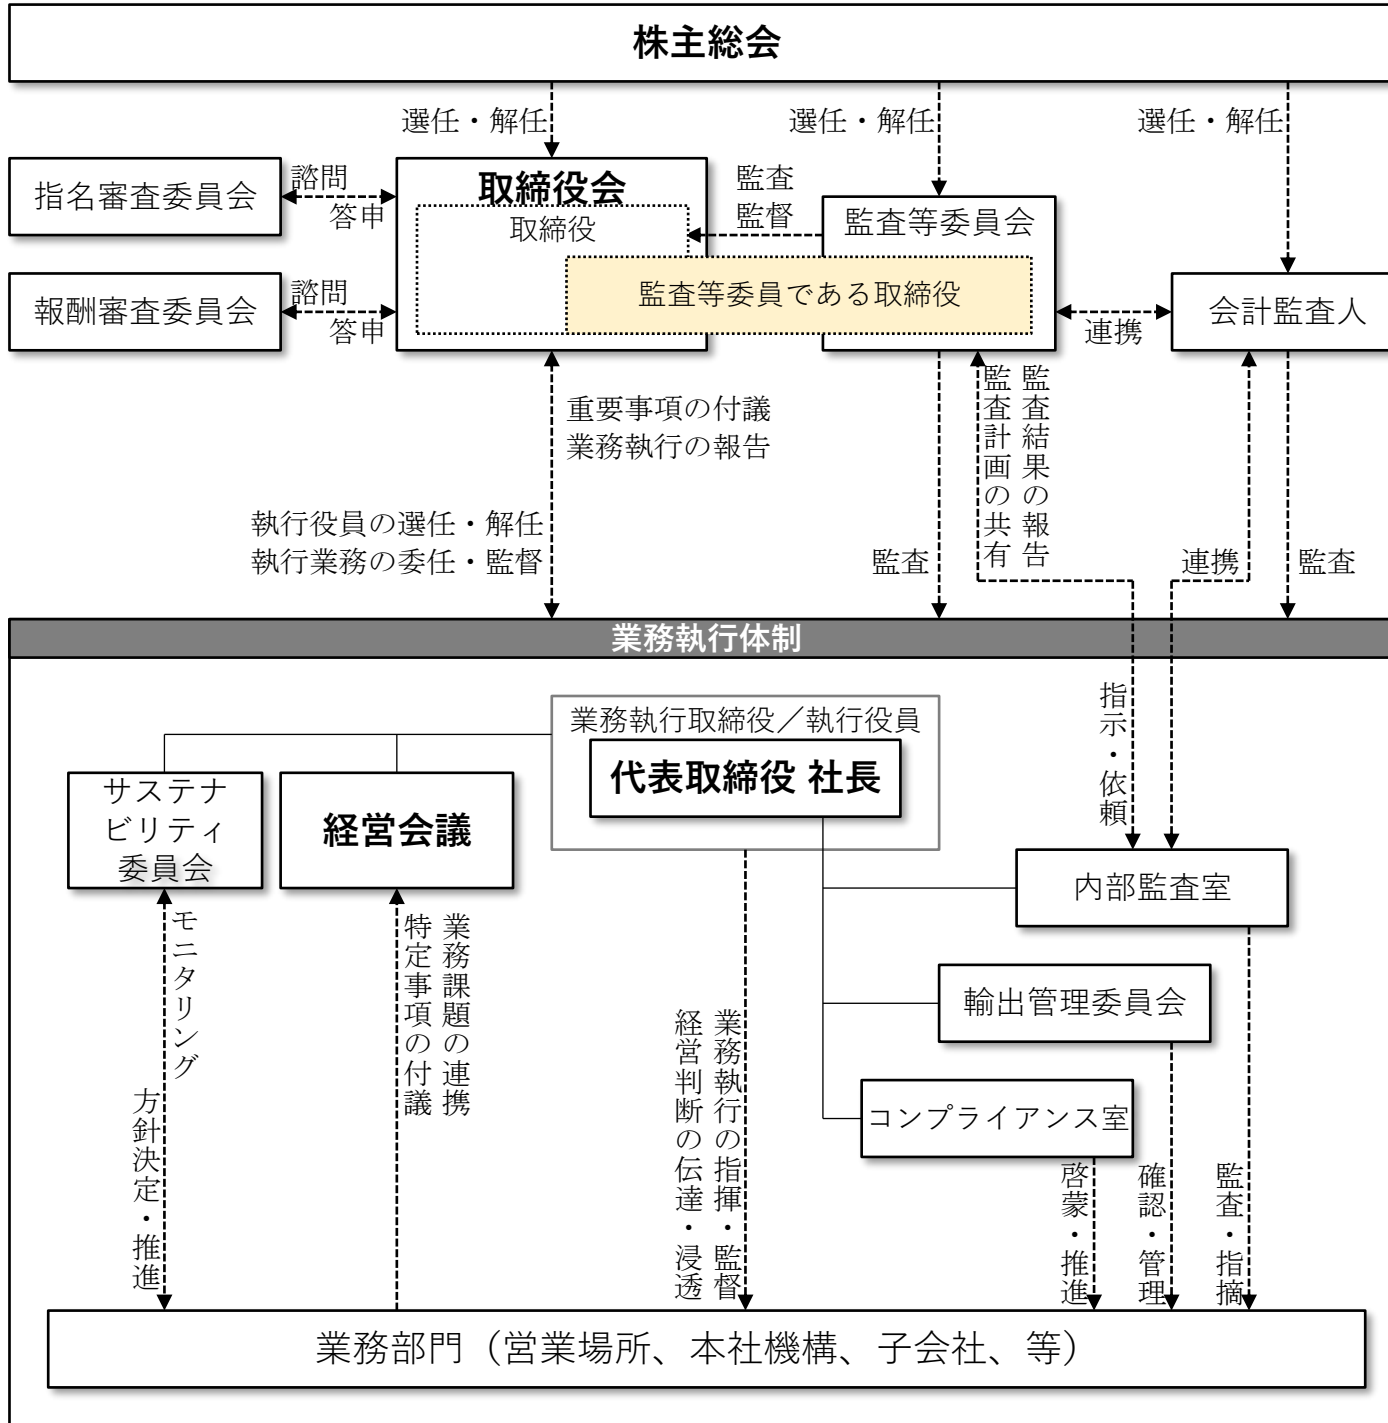 株主総会
選任・解任
選任・解任
選任・解任
指名審査委員会
諮問
答申
取締役会
取締役
監査
監督
監査等委員会
監査等委員である取締役
報酬審査委員会
諮問
答申
連携
会計監査人
重要事項の付議
業務執行の報告
執行役員の選任・解任
執行業務の委任・監督
監査
監査結果の報告
監査計画の共有
連携
監査
業務執行体制
業務執行取締役／執行役員
代表取締役 社長
指示・依頼
サステナ
ビリティ
委員会
経営会議
内部監査室
輸出管理委員会
コンプライアンス室
モニタリング
方針決定・推進
業務課題の連携
特定事項の付議
業務執行の指揮・監督
経営判断の伝達・浸透
啓蒙・推進
確認・管理
監査・指摘
業務部門（営業場所、本社機構、子会社、等）